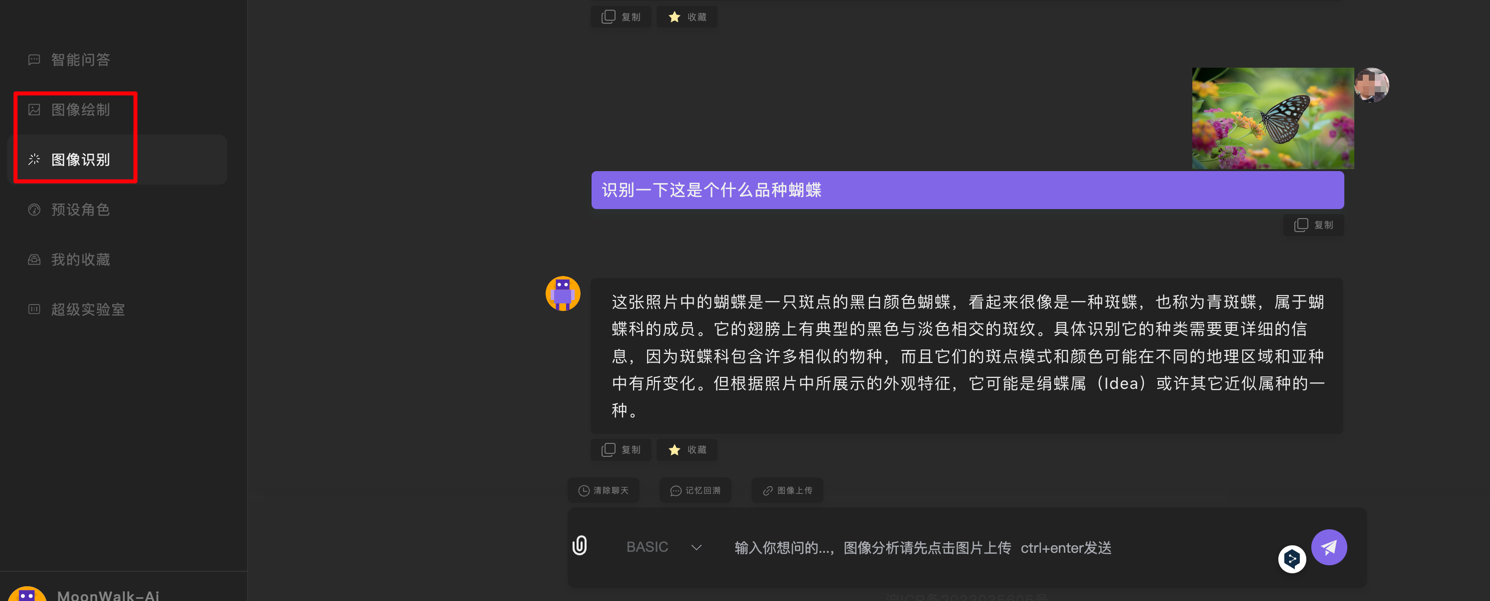 复制
收藏
智能问答
图像绘制
图像识别
预设角色
我的收藏
超级实验室
识别一下这是个什么品种蝴蝶
复制
这张照片中的蝴蝶是一只斑点的黑白颜色蝴蝶，看起来很像是一种斑蝶，也称为青斑蝶，属于蝴
蝶科的成员。它的翅膀上有典型的黑色与淡色相交的斑纹。具体识别它的种类需要更详细的信
息，因为斑蝶科包含许多相似的物种，而且它们的斑点模式和颜色可能在不同的地理区域和亚种
中有所变化。但根据照片中所展示的外观特征，它可能是绢蝶属（Idea）或许其它近似属种的一
种。
复制
收藏
清除聊天
记忆回溯
图像上传
BASIC
输入你想问的...，图像分析请先点击图片上传 ctrl+enter发送
MoonWalk-Ai